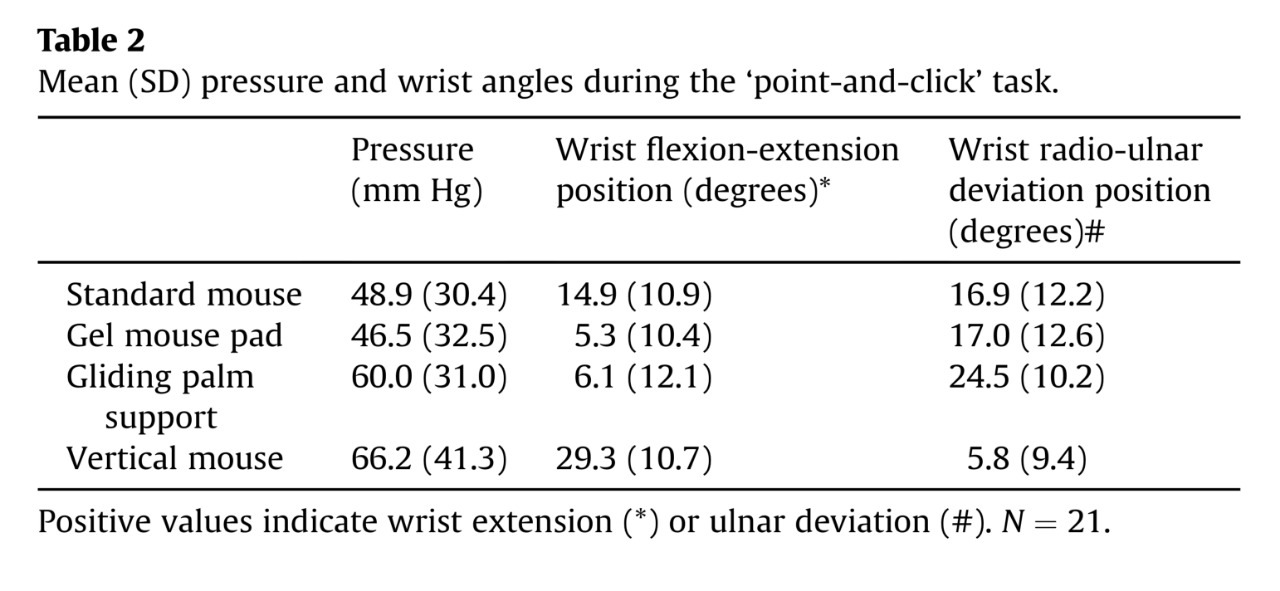 Table 2
Mean (SD) pressure and wrist angles during the ‘point-and-click’ task.
Pressure (mm Hg) Wrist flexion-extension position (degrees)* Wrist radio-ulnar deviation position (degrees)#
Standard mouse 48.9 (30.4) 14.9 (10.9) 16.9 (12.2)
Gel mouse pad 46.5 (32.5) 5.3 (10.4) 17.0 (12.6)
Gliding palm 60.0 (31.0) 6.1 (12.1) 24.5 (10.2)
support
Vertical mouse 66.2 (41.3) 29.3 (10.7) 5.8 (9.4)
Positive values indicate wrist extension (*) or ulnar deviation (#). N = 21.